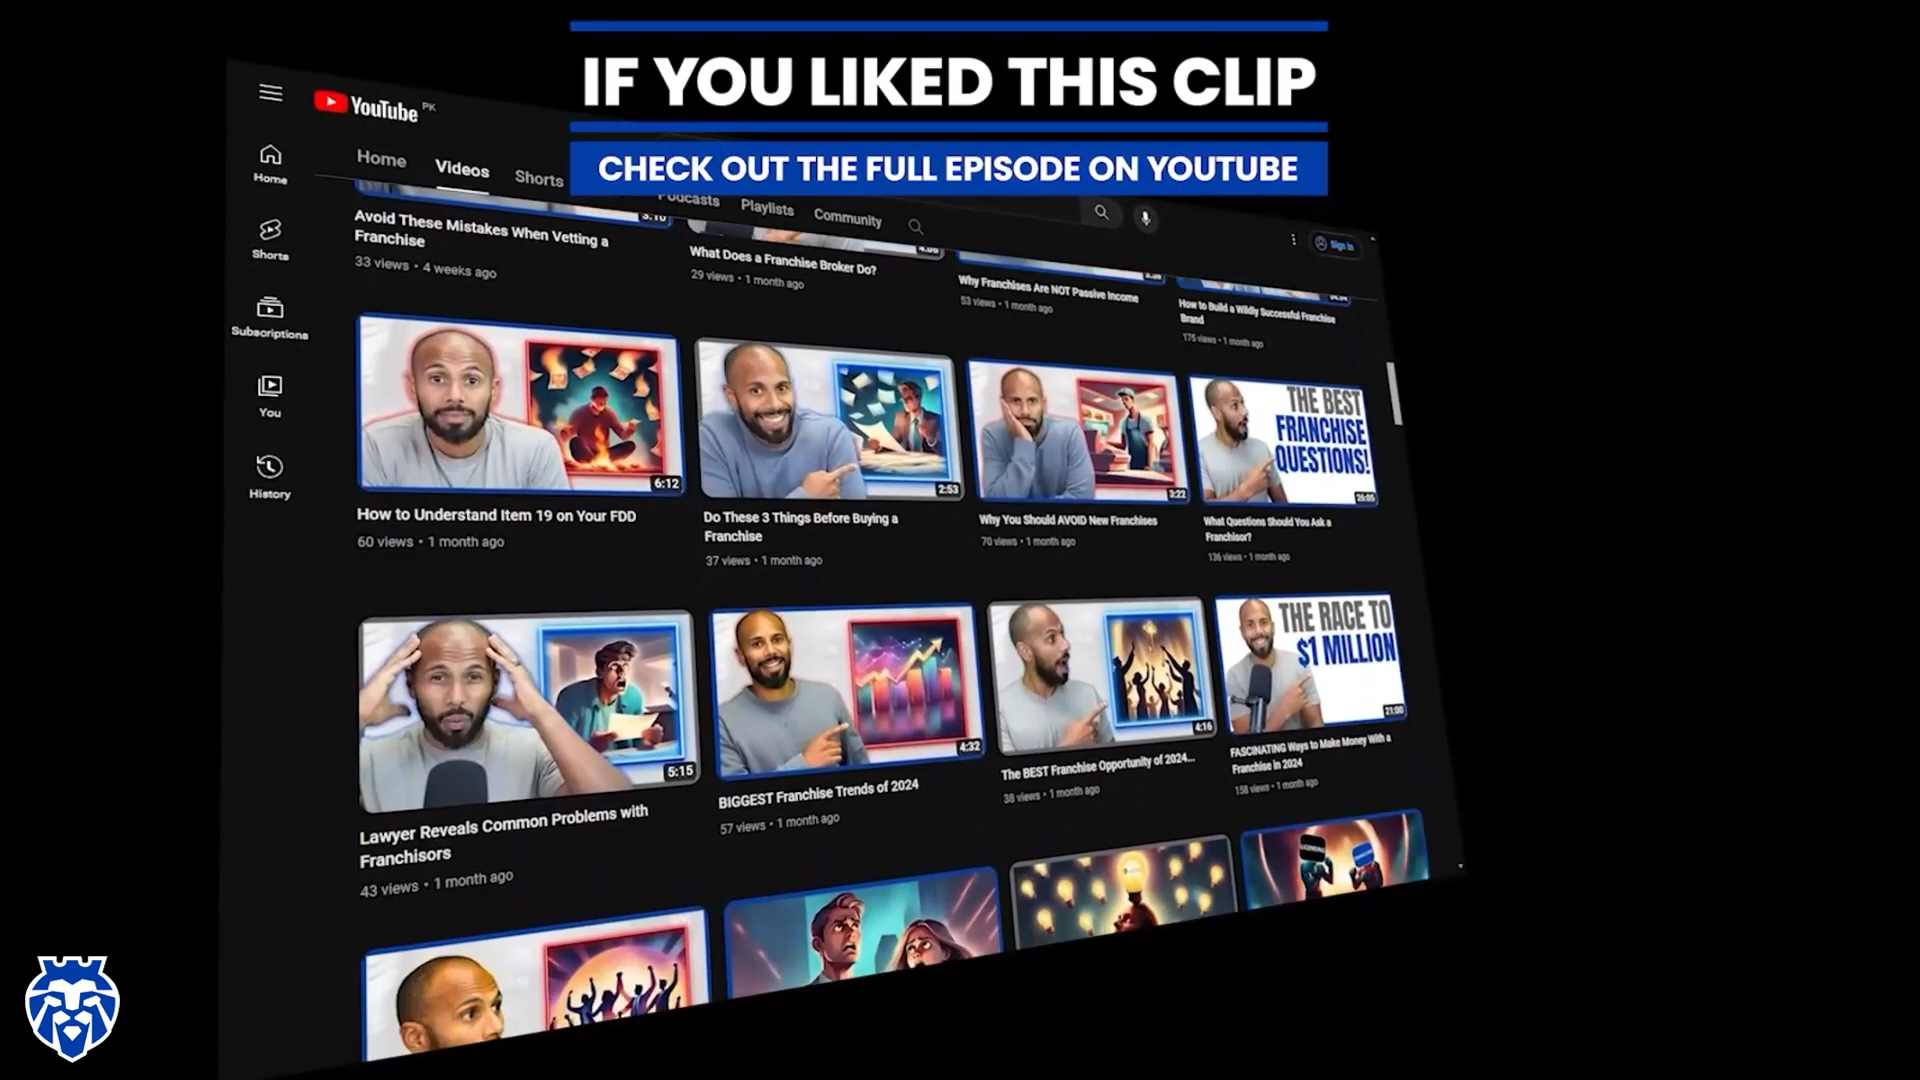 IF YOU LIKED THIS CLIP
CHECK OUT THE FULL EPISODE ON YOUTUBE
YouTube PK
Home
Videos
Shorts
Podcasts
Playlists
Community
Sign in
Home
Shorts
Subscriptions
You
History
3:10
Avoid These Mistakes When Vetting a
Franchise
33 views • 4 weeks ago
What Does a Franchise Broker Do?
29 views • 1 month ago
Why Franchises Are NOT Passive Income
53 views • 1 month ago
How to Build a Wildly Successful Franchise
Brand
175 views • 1 month ago
6:12
How to Understand Item 19 on Your FDD
60 views • 1 month ago
2:53
Do These 3 Things Before Buying a
Franchise
37 views • 1 month ago
3:22
Why You Should AVOID New Franchises
70 views • 1 month ago
THE BEST
FRANCHISE
QUESTIONS!
26:05
What Questions Should You Ask a
Franchisor?
136 views • 1 month ago
5:15
Lawyer Reveals Common Problems with
Franchisors
43 views • 1 month ago
4:32
BIGGEST Franchise Trends of 2024
57 views • 1 month ago
4:16
The BEST Franchise Opportunity of 2024...
38 views • 1 month ago
THE RACE TO
$1 MILLION
21:00
FASCINATING Ways to Make Money With a
Franchise in 2024
158 views • 1 month ago
LICENSING